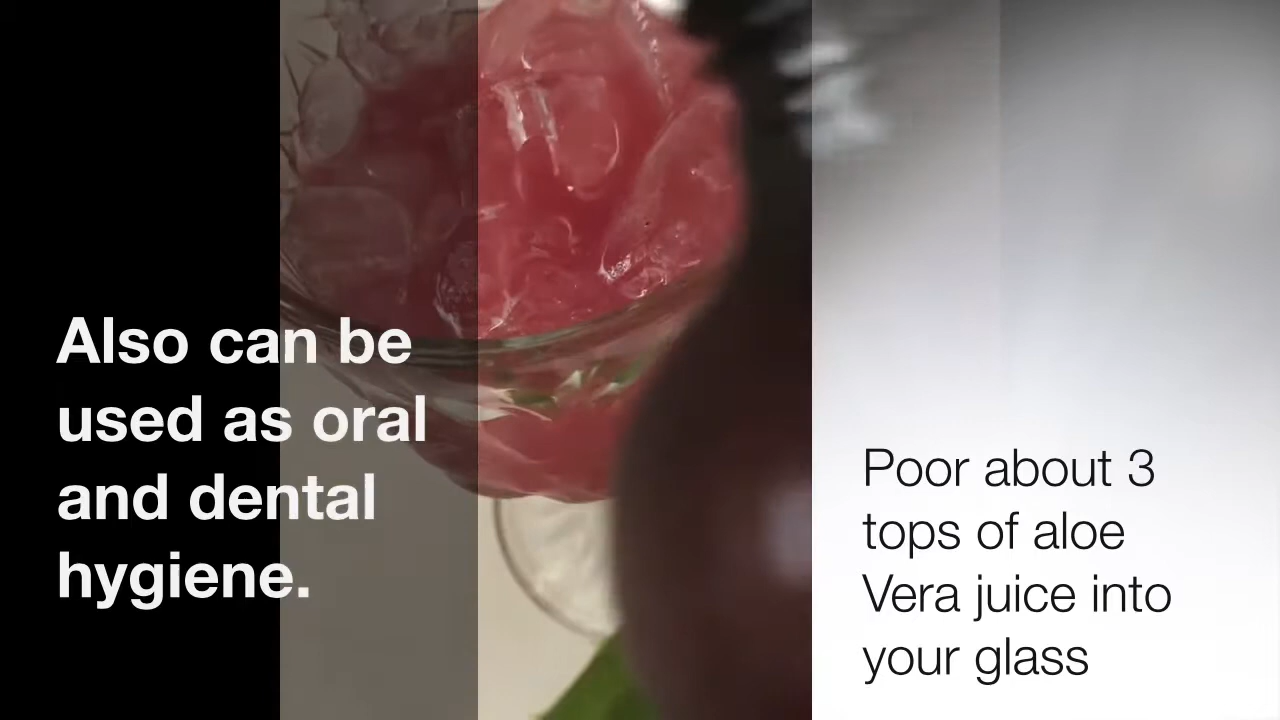 Also can be
used as oral
and dental
hygiene.
Poor about 3
tops of aloe
Vera juice into
your glass